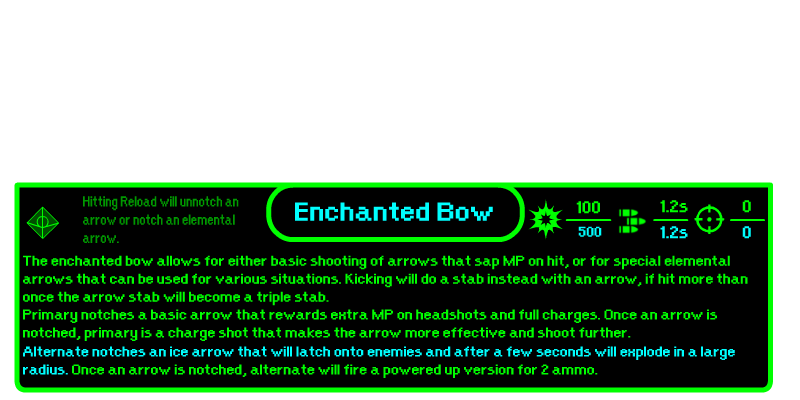 Hitting Reload will unnotch an
arrow or notch an elemental
arrow.
Enchanted Bow
100
500
1.2s
1.2s
0
0
The enchanted bow allows for either basic shooting of arrows that sap MP on hit, or for special elemental
arrows that can be used for various situations. Kicking will do a stab instead with an arrow, if hit more than
once the arrow stab will become a triple stab.
Primary notches a basic arrow that rewards extra MP on headshots and full charges. Once an arrow is
notched, primary is a charge shot that makes the arrow more effective and shoot further.
Alternate notches an ice arrow that will latch onto enemies and after a few seconds will explode in a large
radius. Once an arrow is notched, alternate will fire a powered up version for 2 ammo.